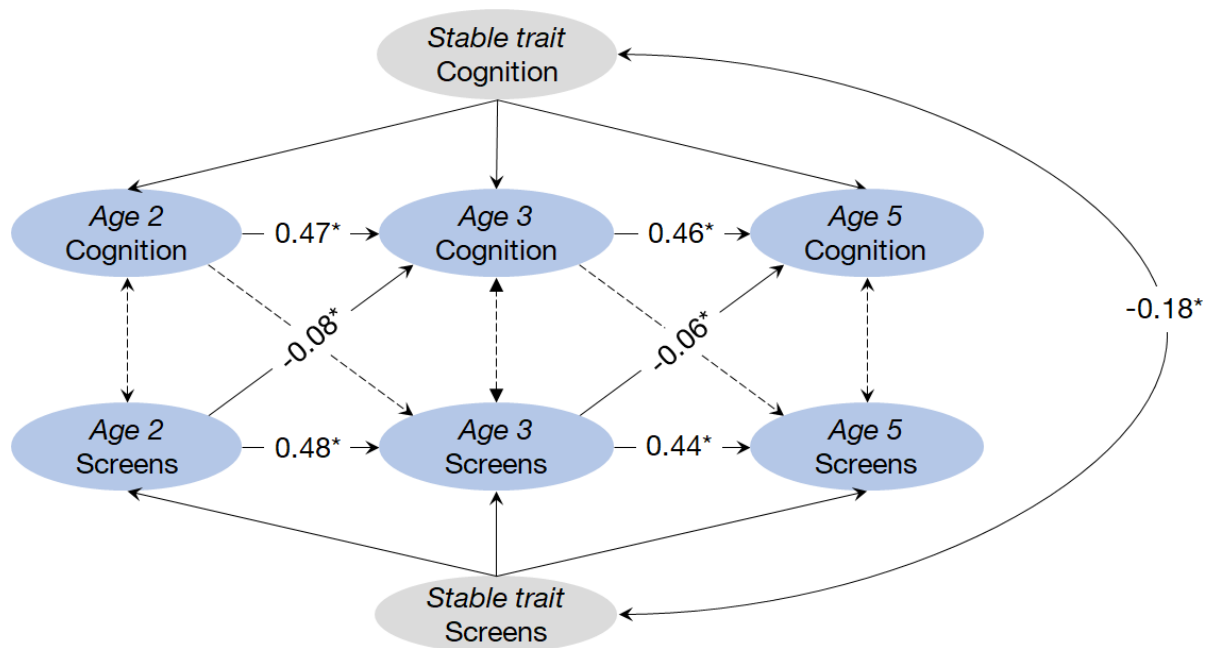 Stable trait
Cognition
Age 2
Cognition
0.47*
Age 3
Cognition
0.46*
Age 5
Cognition
-0.08*
-0.06*
-0.18*
Age 2
Screens
0.48*
Age 3
Screens
0.44*
Age 5
Screens
Stable trait
Screens